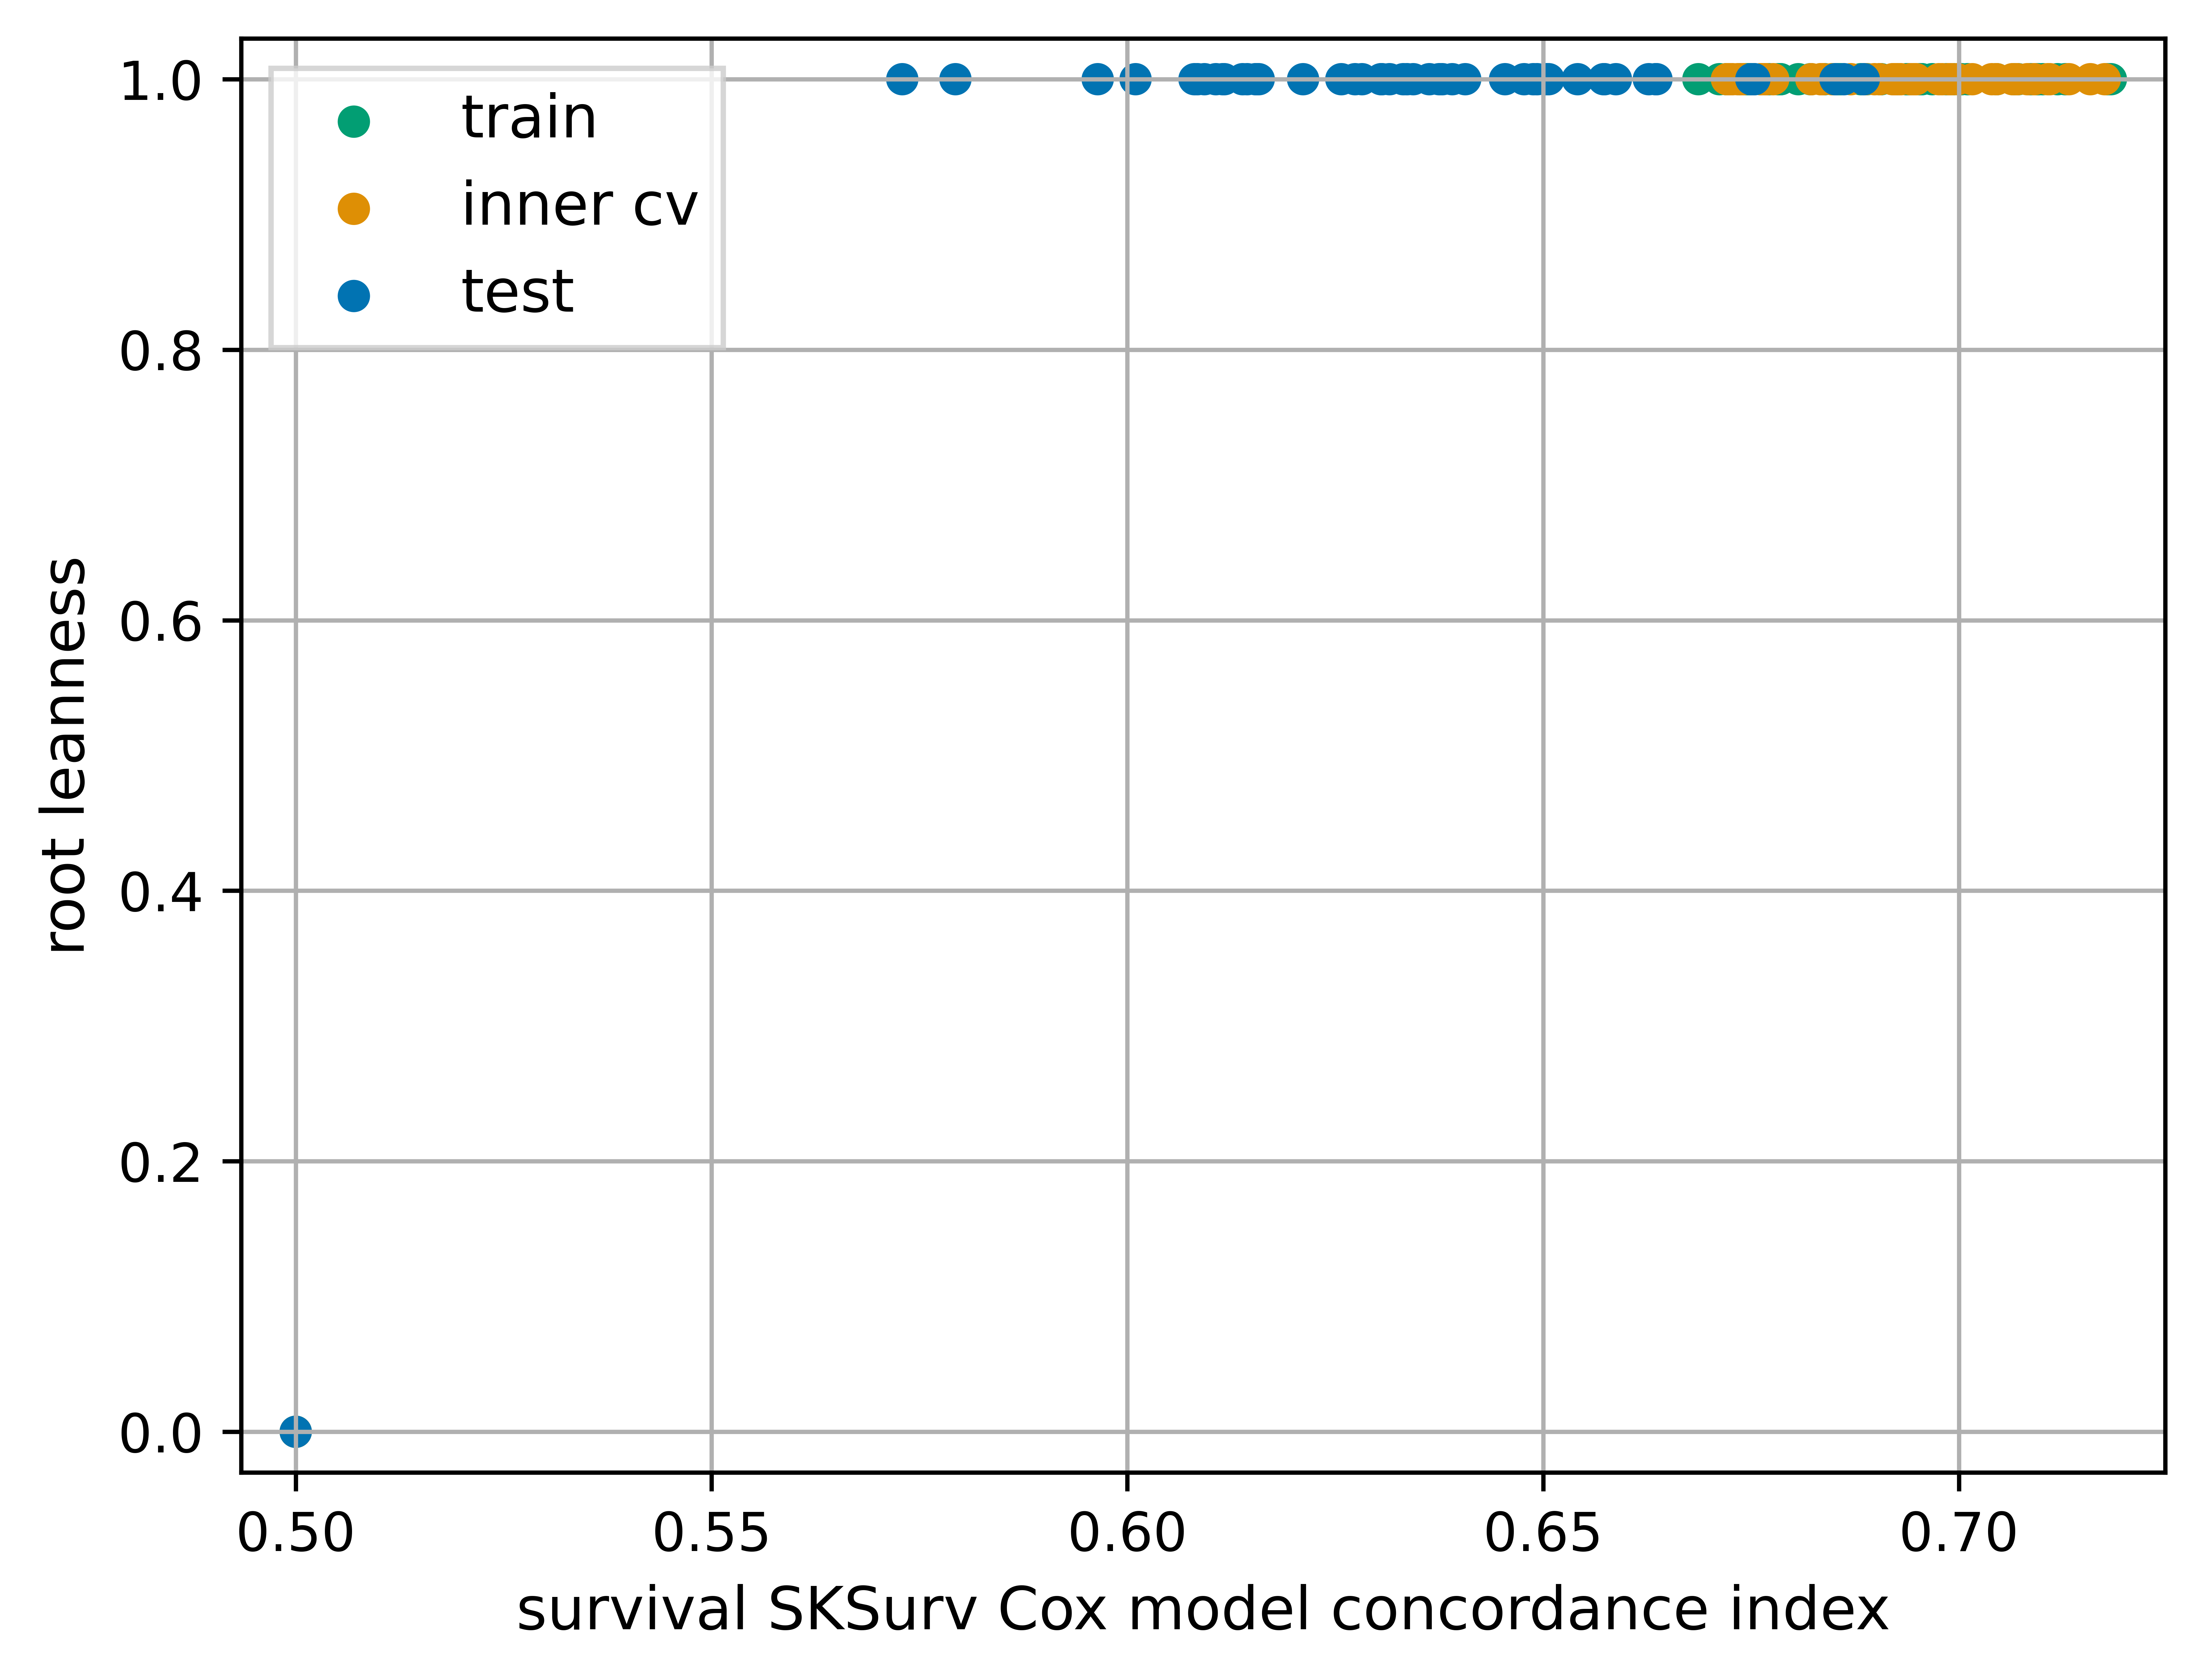 1.0
0.8
0.6
0.4
0.2
0.0
root leanness
train
inner cv
test
0.50 0.55 0.60 0.65 0.70
survival SKSurv Cox model concordance index